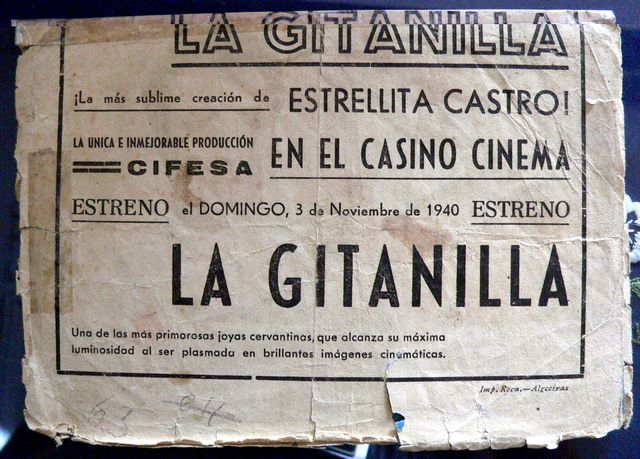 LA GITANILLA
¡La más sublime creación de ESTRELLITA CASTRO!
LA UNICA E INMEJORABLE PRODUCCIÓN
CIFESA
EN EL CASINO CINEMA
ESTRENO el DOMINGO, 3 de Noviembre de 1940 ESTRENO
LA GITANILLA
Una de las más primorosas joyas cervantinas, que alcanza su máxima
luminosidad al ser plasmada en brillantes imágenes cinemáticas.
Imp. Roca.—Algeciras